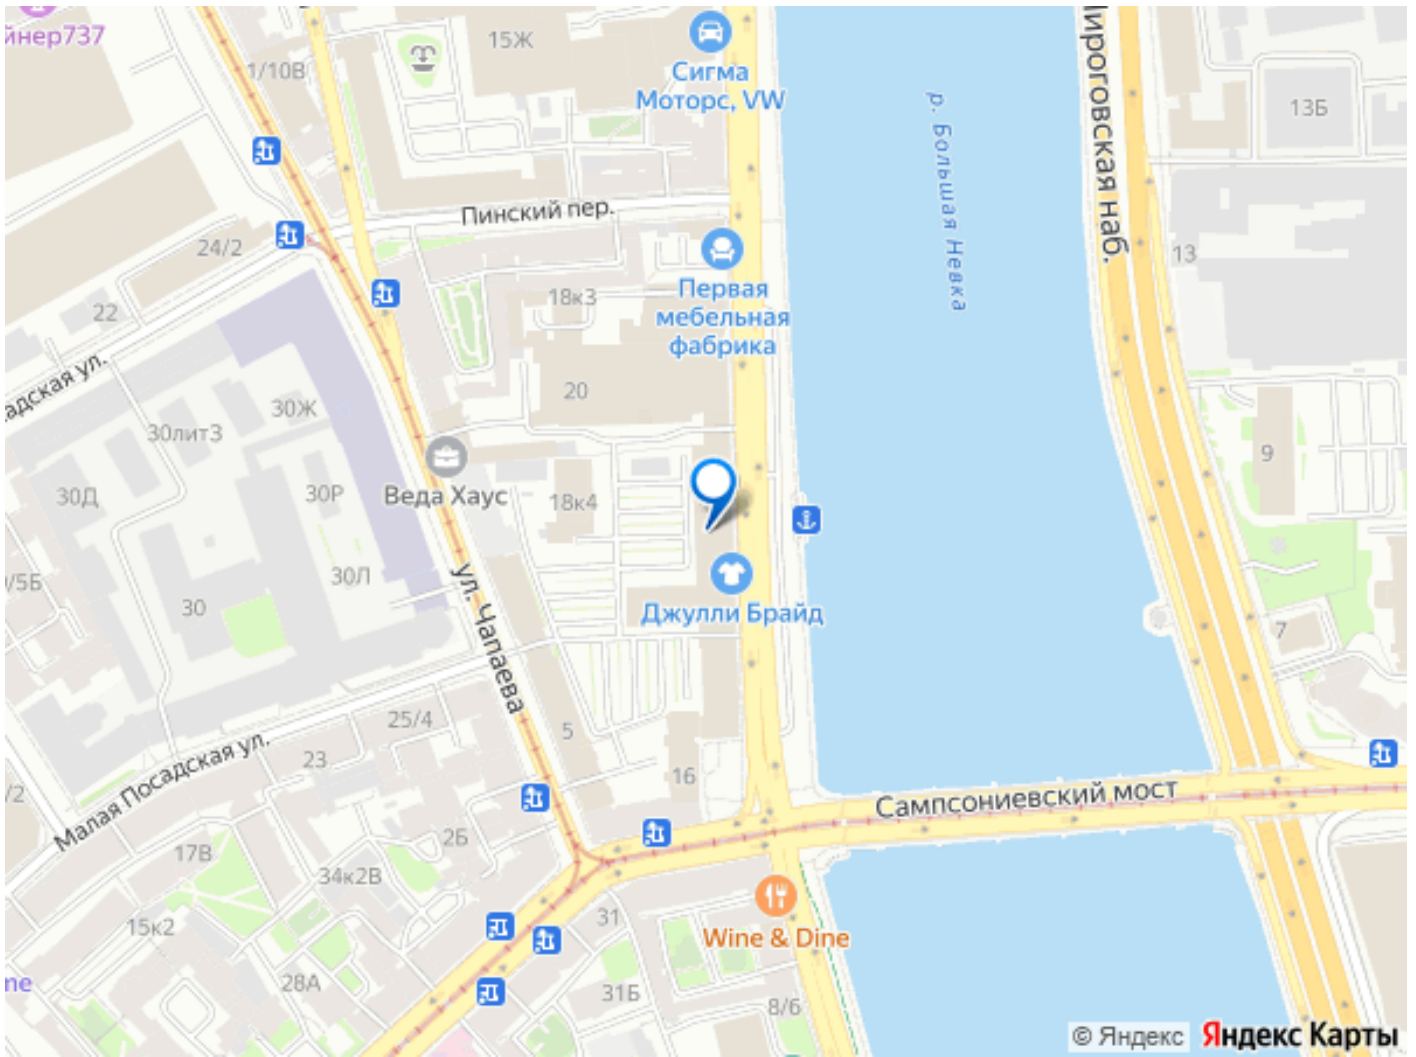 йнер737
15Ж
1/10В
Сигма
Моторс, VW
р. Большая Невка
Пироговская наб.
13Б
Пинский пер.
24/2
13
22
18к3
Первая
мебельная
фабрика
адская ул.
30Ж
20
30лит3
9
30Д
30Р
Веда Хаус
18к4
/5Б
30Л
30
Джулли Брайд
7
ул. Чапаева
25/4
5
23
16
/2
Малая Посадская ул.
Сампсониевский мост
2Б
17В
34к2В
31
15к2
Wine & Dine
28А
31Б
8/6
me
© Яндекс Яндекс Карты